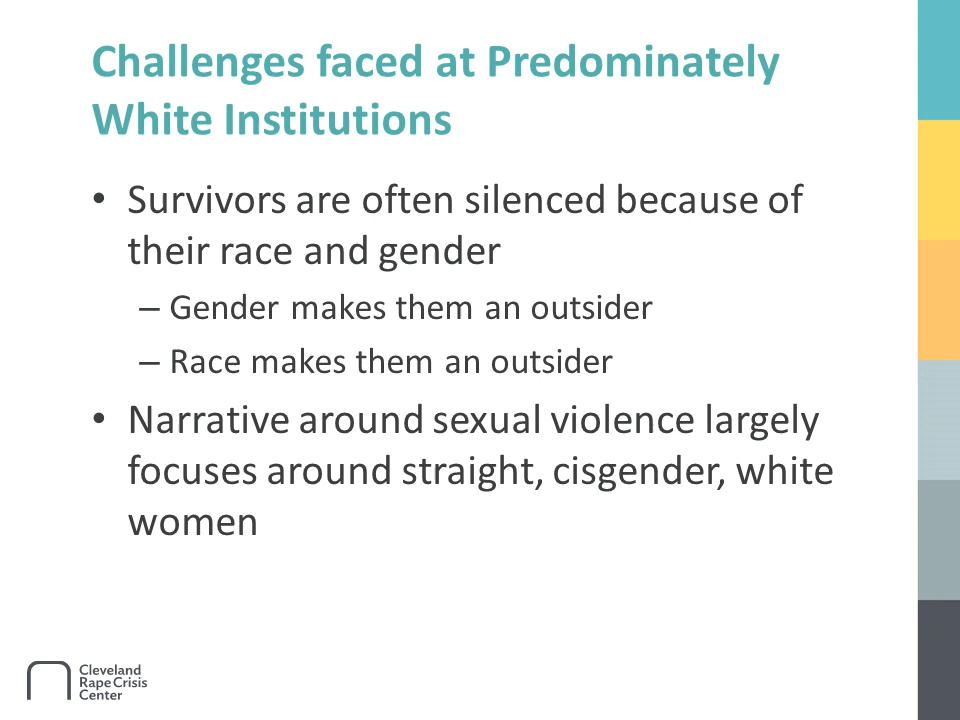 Challenges faced at Predominately
White Institutions
• Survivors are often silenced because of
their race and gender
– Gender makes them an outsider
– Race makes them an outsider
• Narrative around sexual violence largely
focuses around straight, cisgender, white
women
Cleveland
Rape Crisis
Center